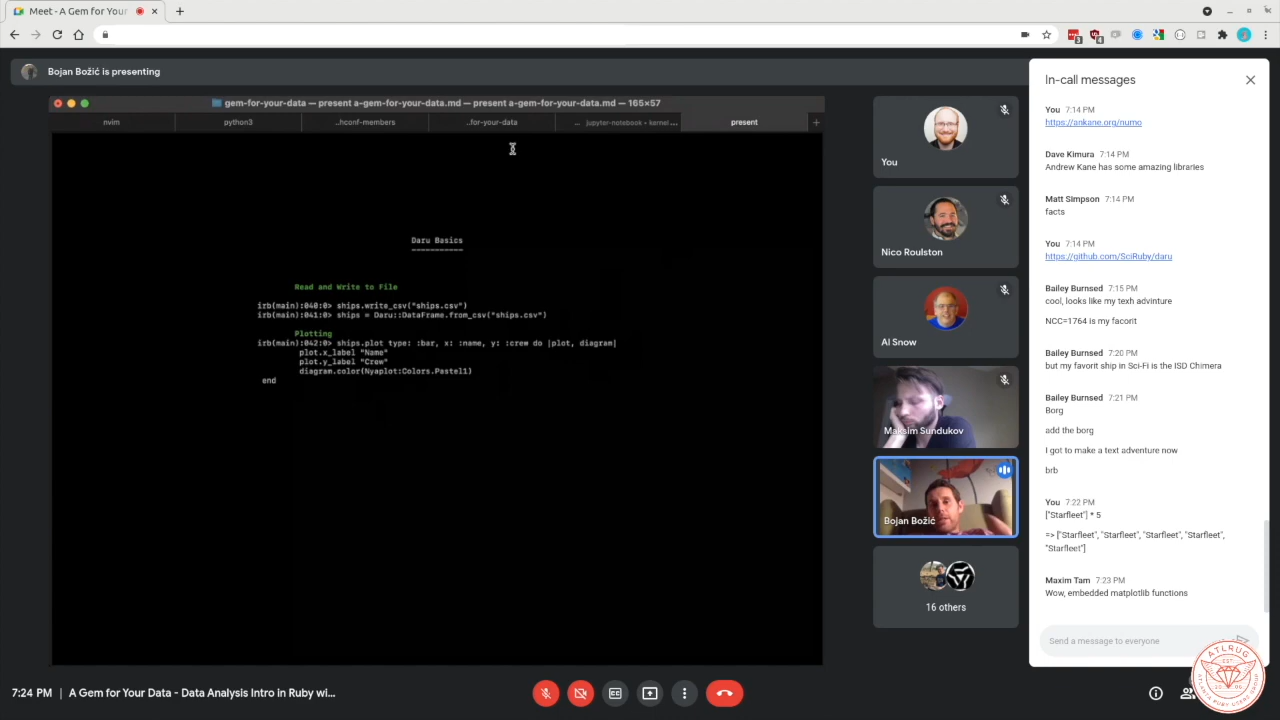 Meet - A Gem for Your
Bojan Božić is presenting
gem-for-your-data — present a-gem-for-your-data.md — present a-gem-for-your-data.md — 165×57
nvim
python3
..hconf-members
..for-your-data
... jupyter-notebook • kernel...
present
Daru Basics
===========
Read and Write to File
irb(main):040:0> ships.write_csv("ships.csv")
irb(main):041:0> ships = Daru::DataFrame.from_csv("ships.csv")
Plotting
irb(main):042:0> ships.plot type: :bar, x: :name, y: :crew do |plot, diagram|
plot.x_label "Name"
plot.y_label "Crew"
diagram.color(Nyaplot:Colors.Pastel1)
end
You
Nico Roulston
Al Snow
Maksim Sundukov
Bojan Božić
16 others
In-call messages
You 7:14 PM
https://ankane.org/numo
Dave Kimura 7:14 PM
Andrew Kane has some amazing libraries
Matt Simpson 7:14 PM
facts
You 7:14 PM
https://github.com/SciRuby/daru
Bailey Burnsed 7:15 PM
cool, looks like my texh advinture
NCC=1764 is my facorit
Bailey Burnsed 7:20 PM
but my favorit ship in Sci-Fi is the ISD Chimera
Bailey Burnsed 7:21 PM
Borg
add the borg
I got to make a text adventure now
brb
You 7:22 PM
["Starfleet"] * 5
=> ["Starfleet", "Starfleet", "Starfleet", "Starfleet",
"Starfleet"]
Maxim Tam 7:23 PM
Wow, embedded matplotlib functions
Send a message to everyone
7:24 PM | A Gem for Your Data - Data Analysis Intro in Ruby wi...
ATLRUG
EST.
ATLANTA RUBY USERS GROUP